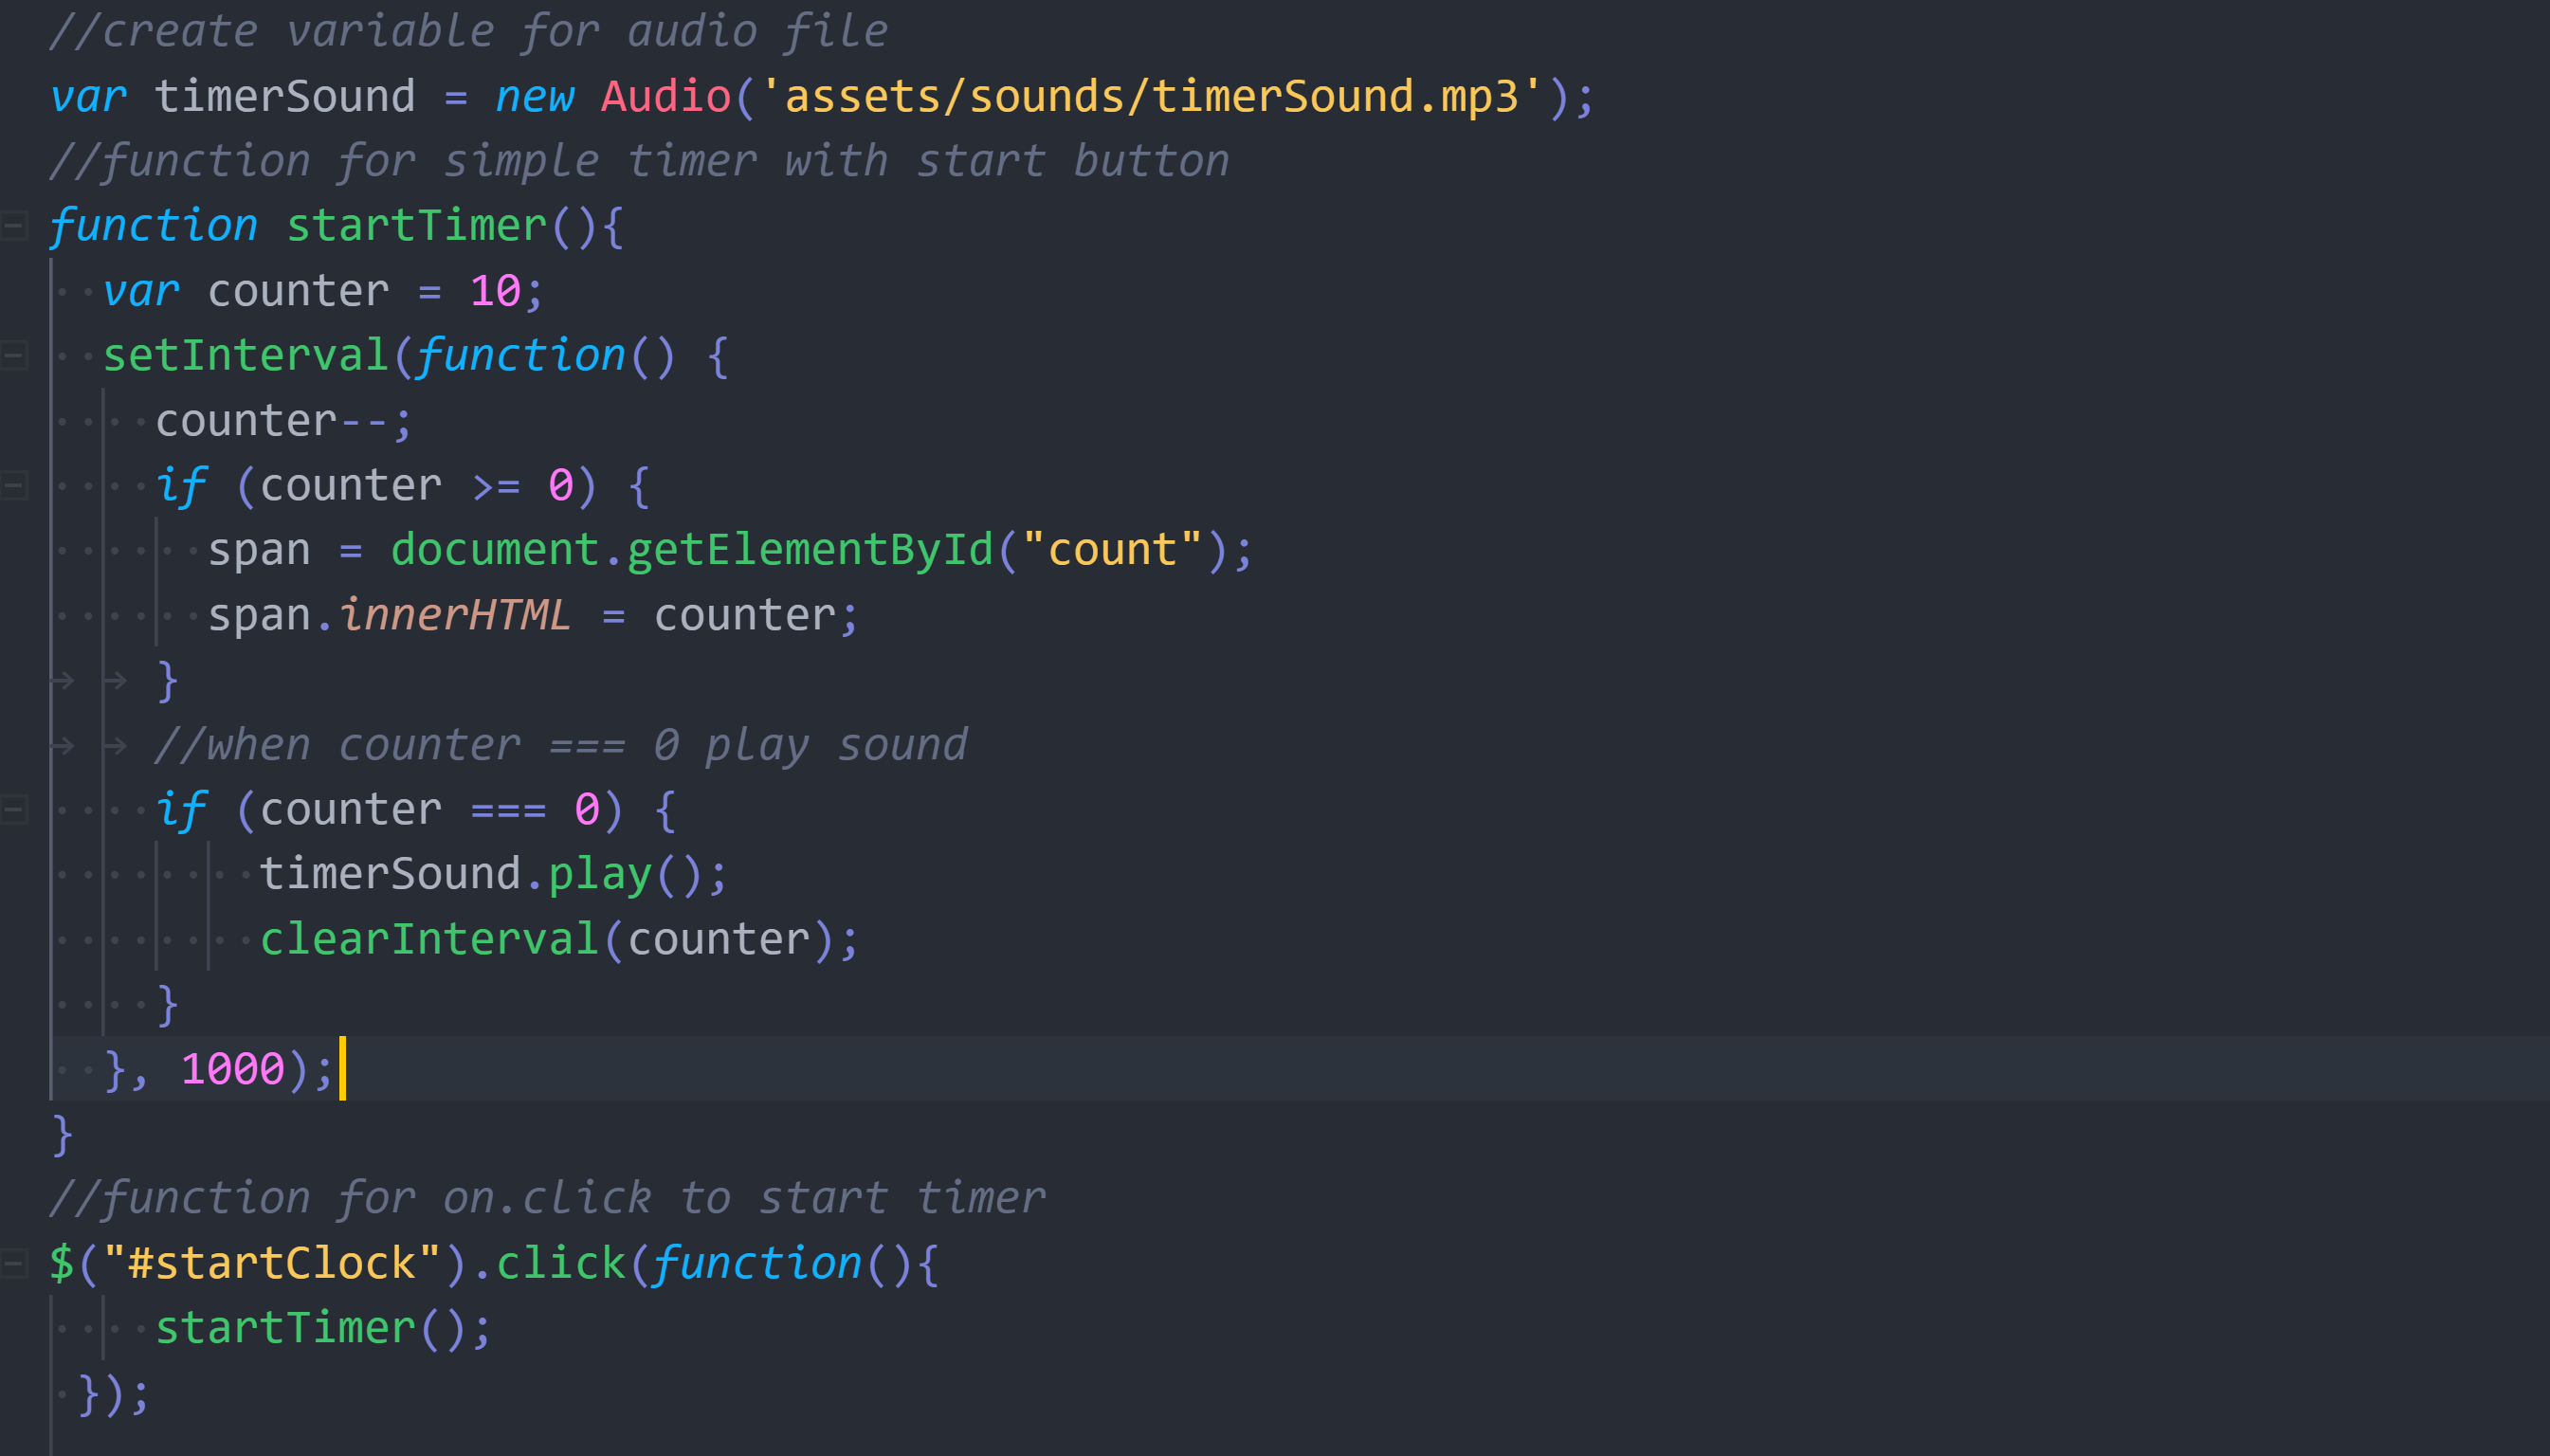 //create variable for audio file
var timerSound = new Audio('assets/sounds/timerSound.mp3');
//function for simple timer with start button
function startTimer(){
  var counter = 10;
  setInterval(function() {
    counter--;
    if (counter >= 0) {
      span = document.getElementById("count");
      span.innerHTML = counter;
    }
    //when counter === 0 play sound
    if (counter === 0) {
        timerSound.play();
        clearInterval(counter);
    }
  }, 1000);
}
//function for on.click to start timer
$("#startClock").click(function(){
    startTimer();
 });